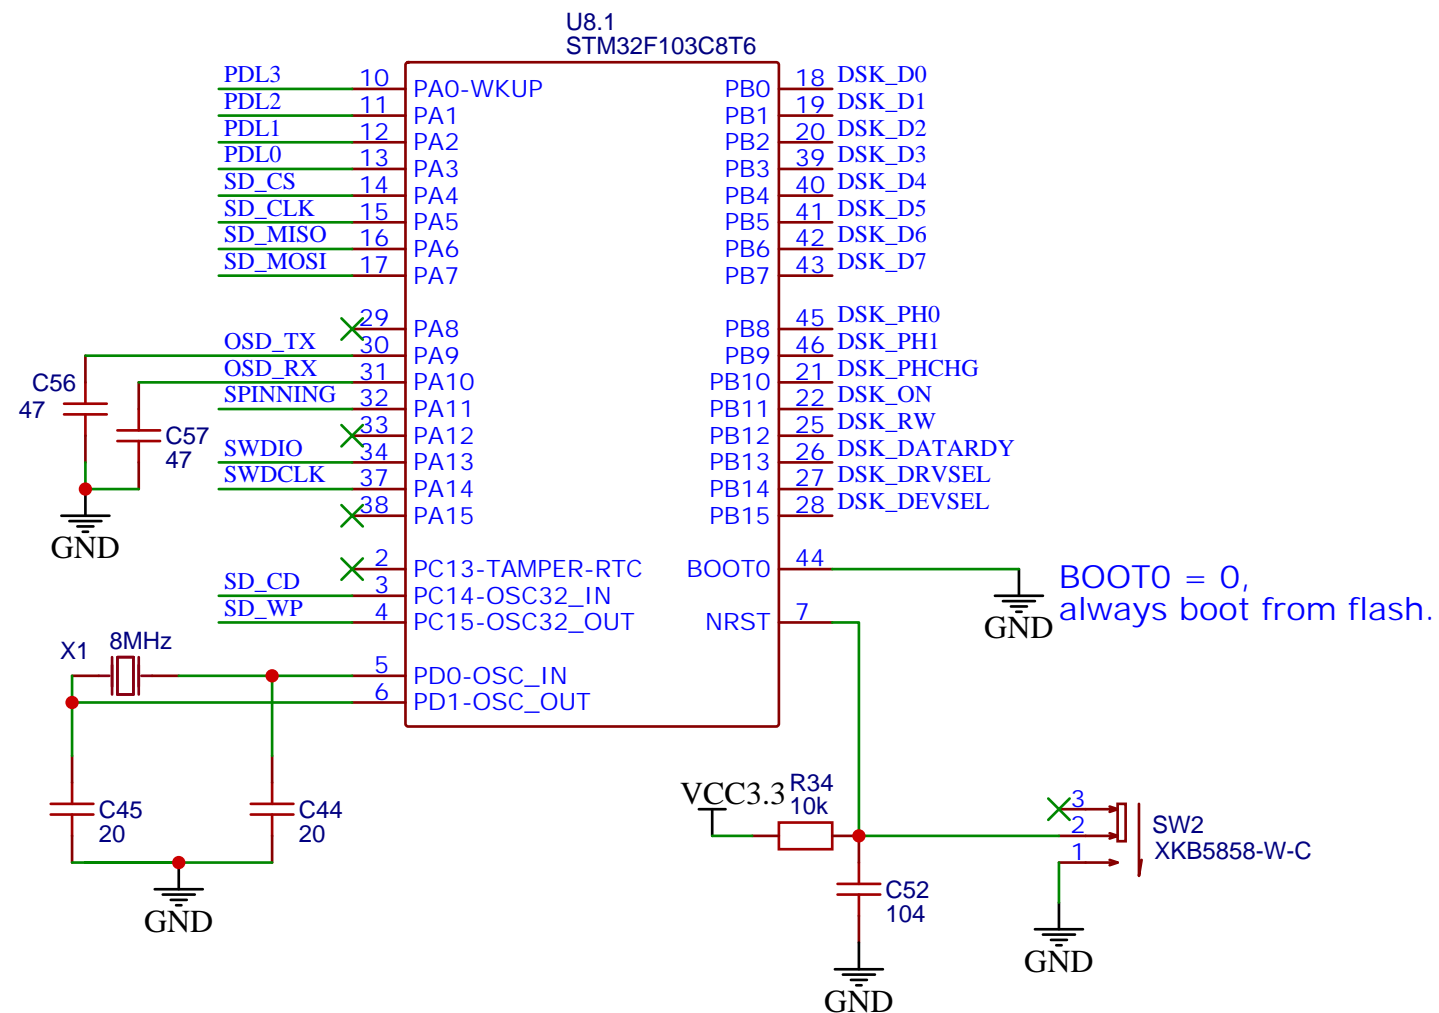 U8.1
STM32F103C8T6
PDL3 10 PA0-WKUP PB0 18 DSK_D0
PDL2 11 PA1 PB1 19 DSK_D1
PDL1 12 PA2 PB2 20 DSK_D2
PDL0 13 PA3 PB3 39 DSK_D3
SD_CS 14 PA4 PB4 40 DSK_D4
SD_CLK 15 PA5 PB5 41 DSK_D5
SD_MISO 16 PA6 PB6 42 DSK_D6
SD_MOSI 17 PA7 PB7 43 DSK_D7
29 PA8 PB8 45 DSK_PH0
OSD_TX 30 PA9 PB9 46 DSK_PH1
OSD_RX 31 PA10 PB10 21 DSK_PHCHG
SPINNING 32 PA11 PB11 22 DSK_ON
33 PA12 PB12 25 DSK_RW
SWDIO 34 PA13 PB13 26 DSK_DATARDY
SWDCLK 37 PA14 PB14 27 DSK_DRVSEL
38 PA15 PB15 28 DSK_DEVSEL
C56
47
C57
47
GND
2 PC13-TAMPER-RTC BOOT0 44
SD_CD 3 PC14-OSC32_IN
SD_WP 4 PC15-OSC32_OUT NRST 7
GND
BOOT0 = 0,
always boot from flash.
X1 8MHz
5 PD0-OSC_IN
6 PD1-OSC_OUT
C45
20
C44
20
GND
VCC3.3
R34
10k
C52
104
GND
3
2
1
SW2
XKB5858-W-C
GND